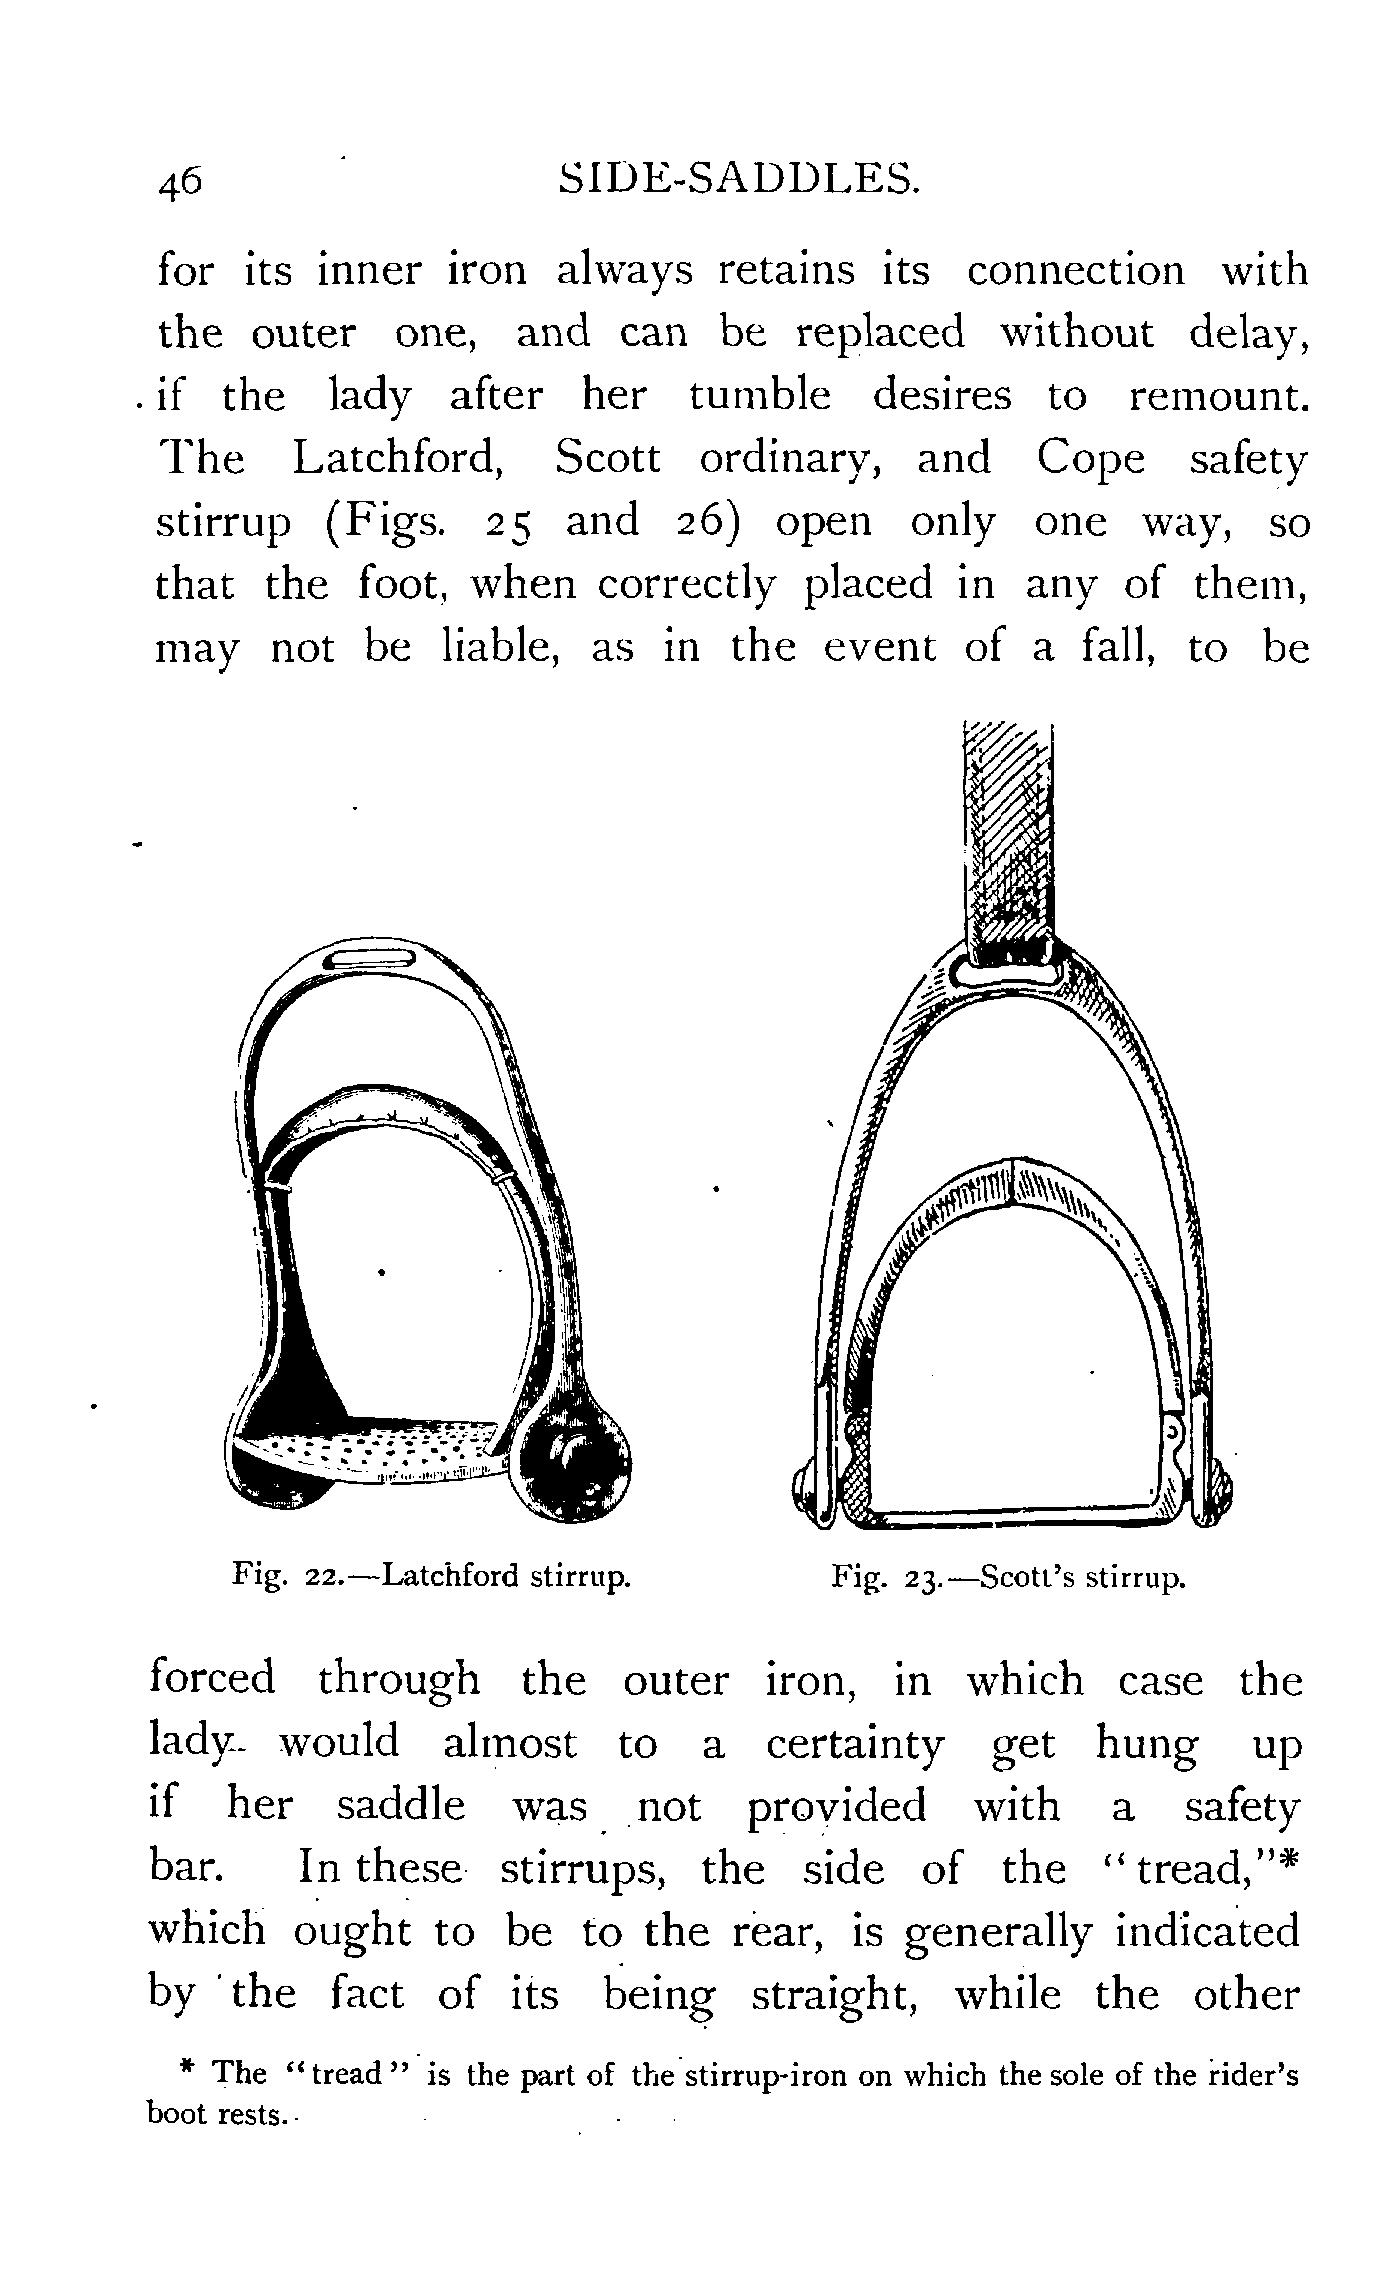 46 SIDE-SADDLES.
for its inner iron always retains its connection with
the outer one, and can be replaced without delay,
if the lady after her tumble desires to remount.
The Latchford, Scott ordinary, and Cope safety
stirrup (Figs. 25 and 26) open only one way, so
that the foot, when correctly placed in any of them,
may not be liable, as in the event of a fall, to be
Fig. 22.—Latchford stirrup. Fig. 23.—Scott's stirrup.
forced through the outer iron, in which case the
lady would almost to a certainty get hung up
if her saddle was not provided with a safety
bar. In these stirrups, the side of the "tread,"*
which ought to be to the rear, is generally indicated
by the fact of its being straight, while the other
* The "tread" is the part of the stirrup-iron on which the sole of the rider's
boot rests.